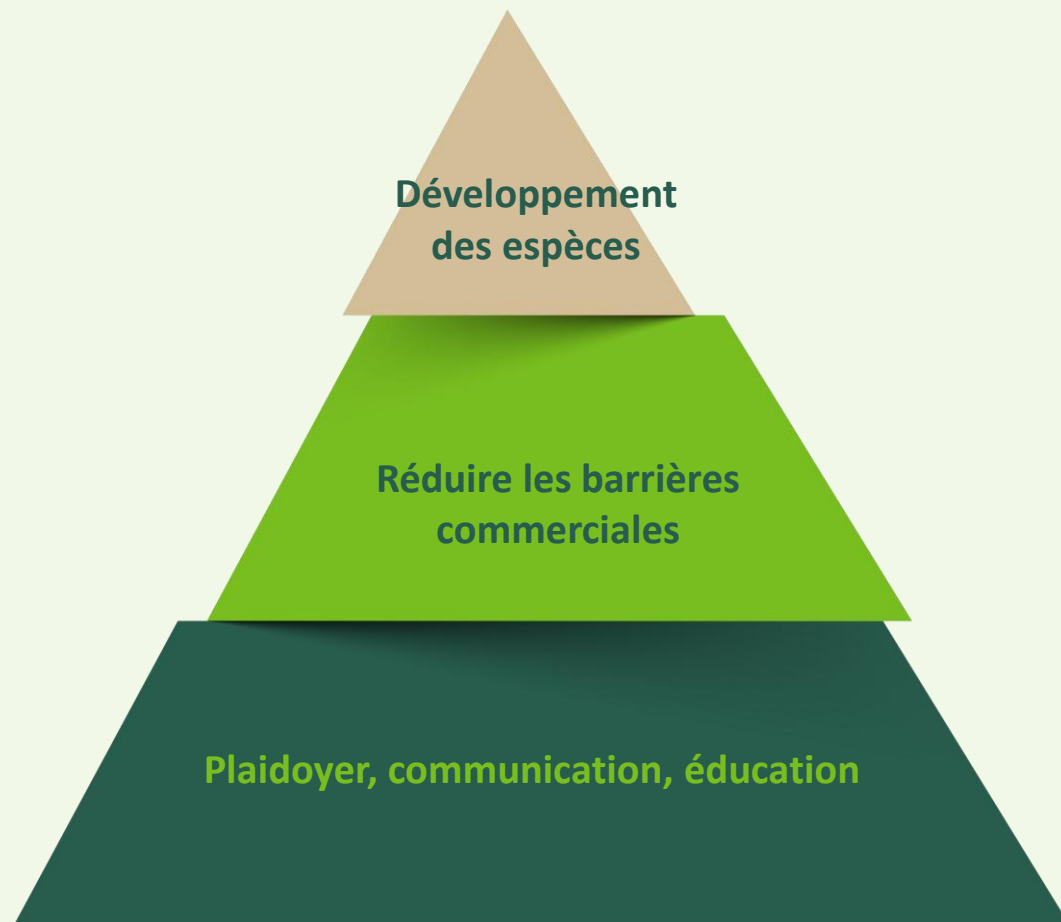 Développement
des espèces
Réduire les barrières
commerciales
Plaidoyer, communication, éducation